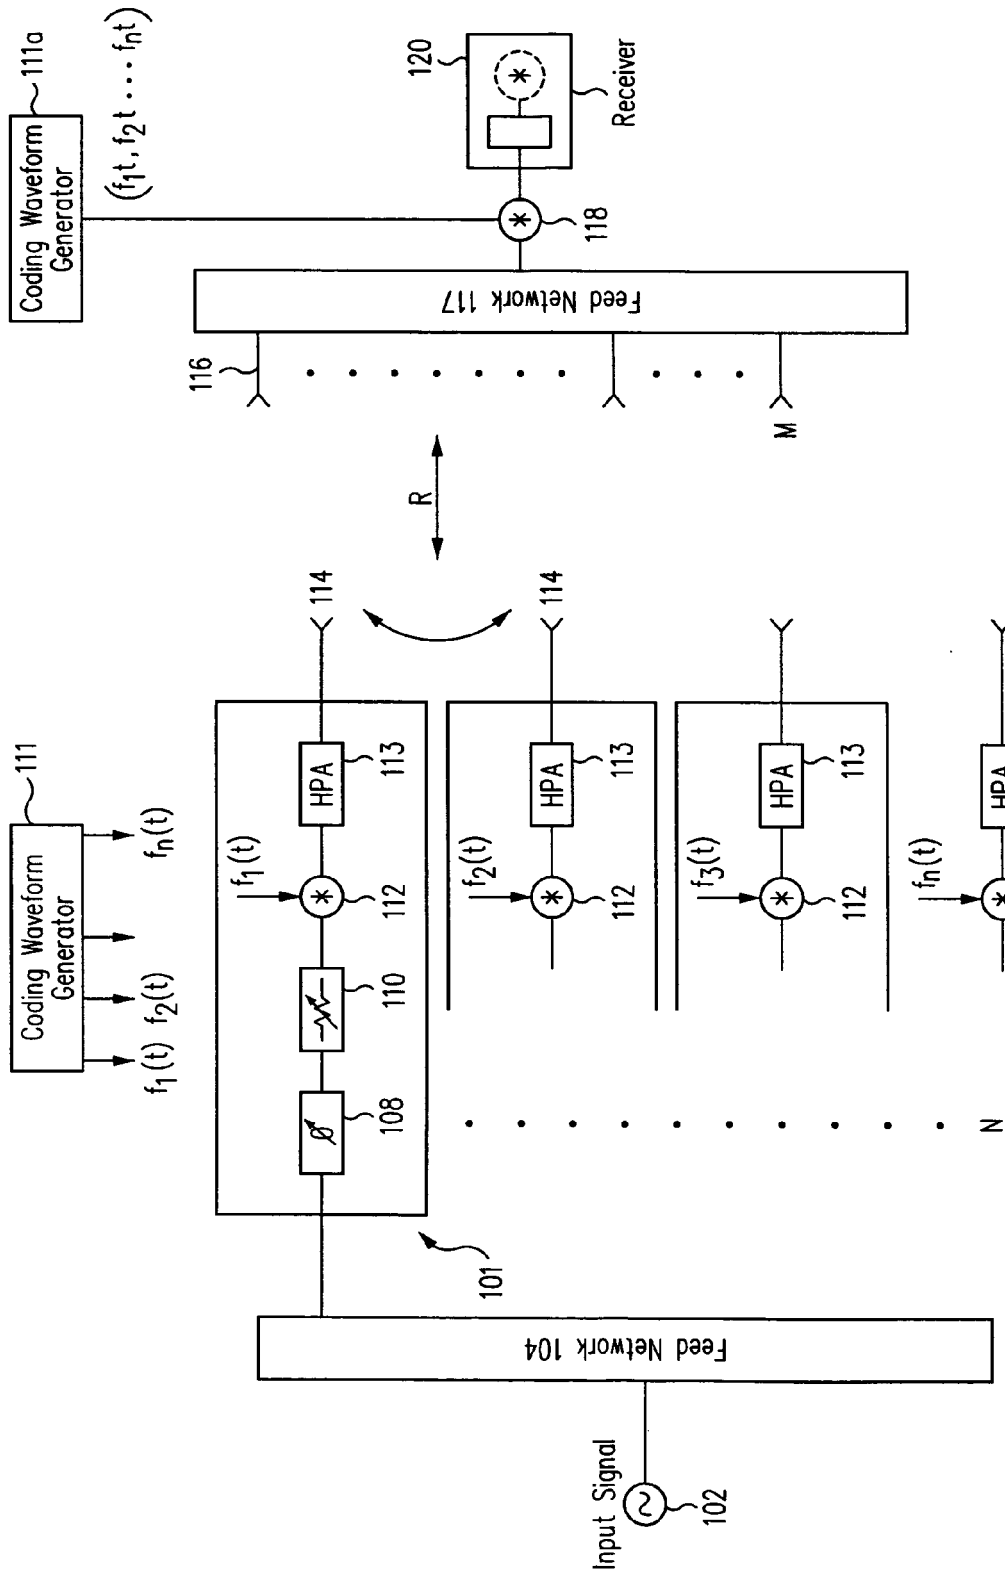 Coding Waveform
Generator
111
f1(t)
f2(t)
fn(t)
Coding Waveform
Generator
111a
(f1t, f2t ··· fnt)
Input Signal
102
Feed Network 104
101
108
110
f1(t)
112
HPA
113
114
f2(t)
112
HPA
113
114
f3(t)
112
HPA
113
fn(t)
HPA
N
R
116
M
Feed Network 117
118
120
Receiver